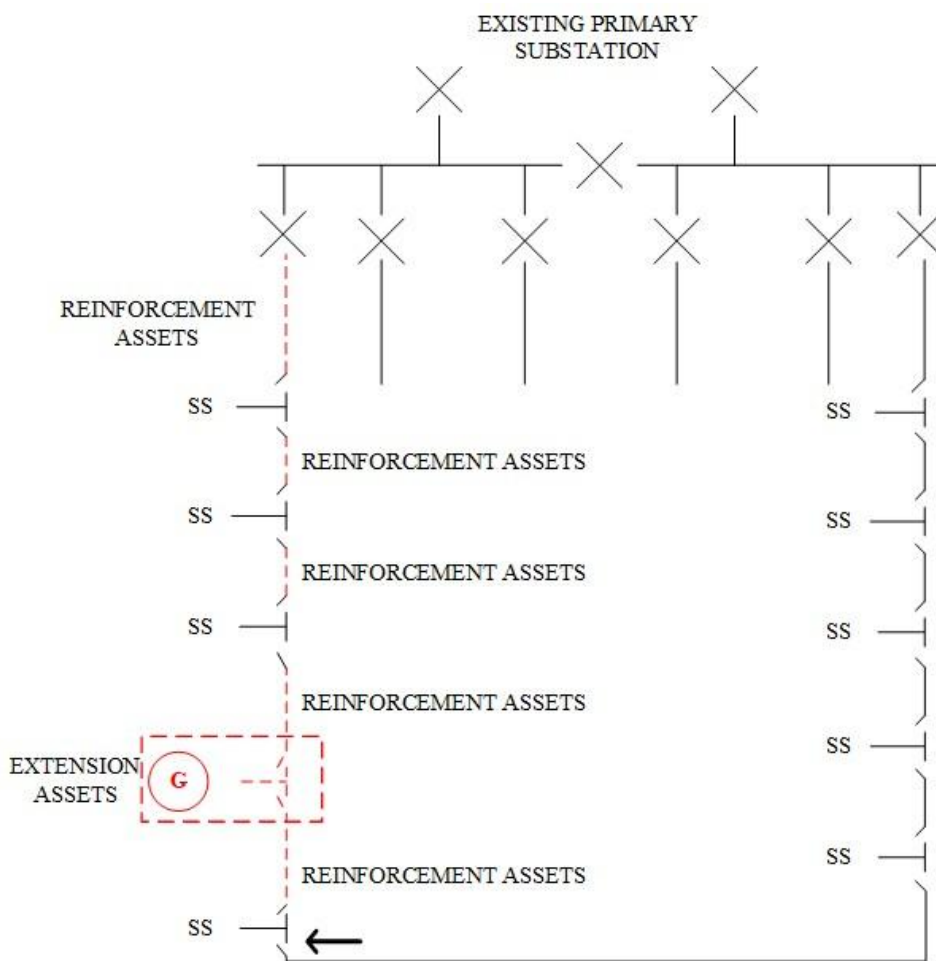 EXISTING PRIMARY
SUBSTATION
REINFORCEMENT
ASSETS
SS
SS
REINFORCEMENT ASSETS
SS
SS
REINFORCEMENT ASSETS
SS
SS
REINFORCEMENT ASSETS
SS
EXTENSION
ASSETS
G
SS
REINFORCEMENT ASSETS
SS